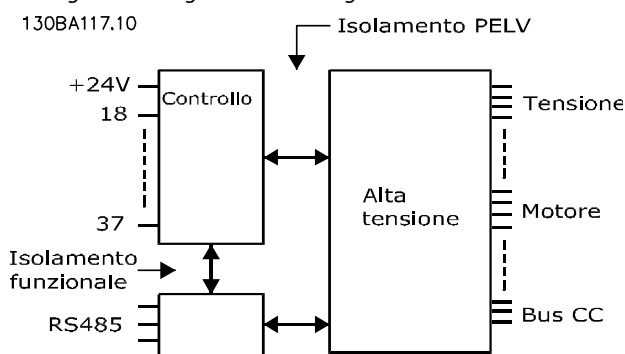 130BA117.10
Isolamento PELV
+24V
Controllo
18
Tensione
Alta
tensione
37
Motore
Isolamento
funzionale
RS485
Bus CC